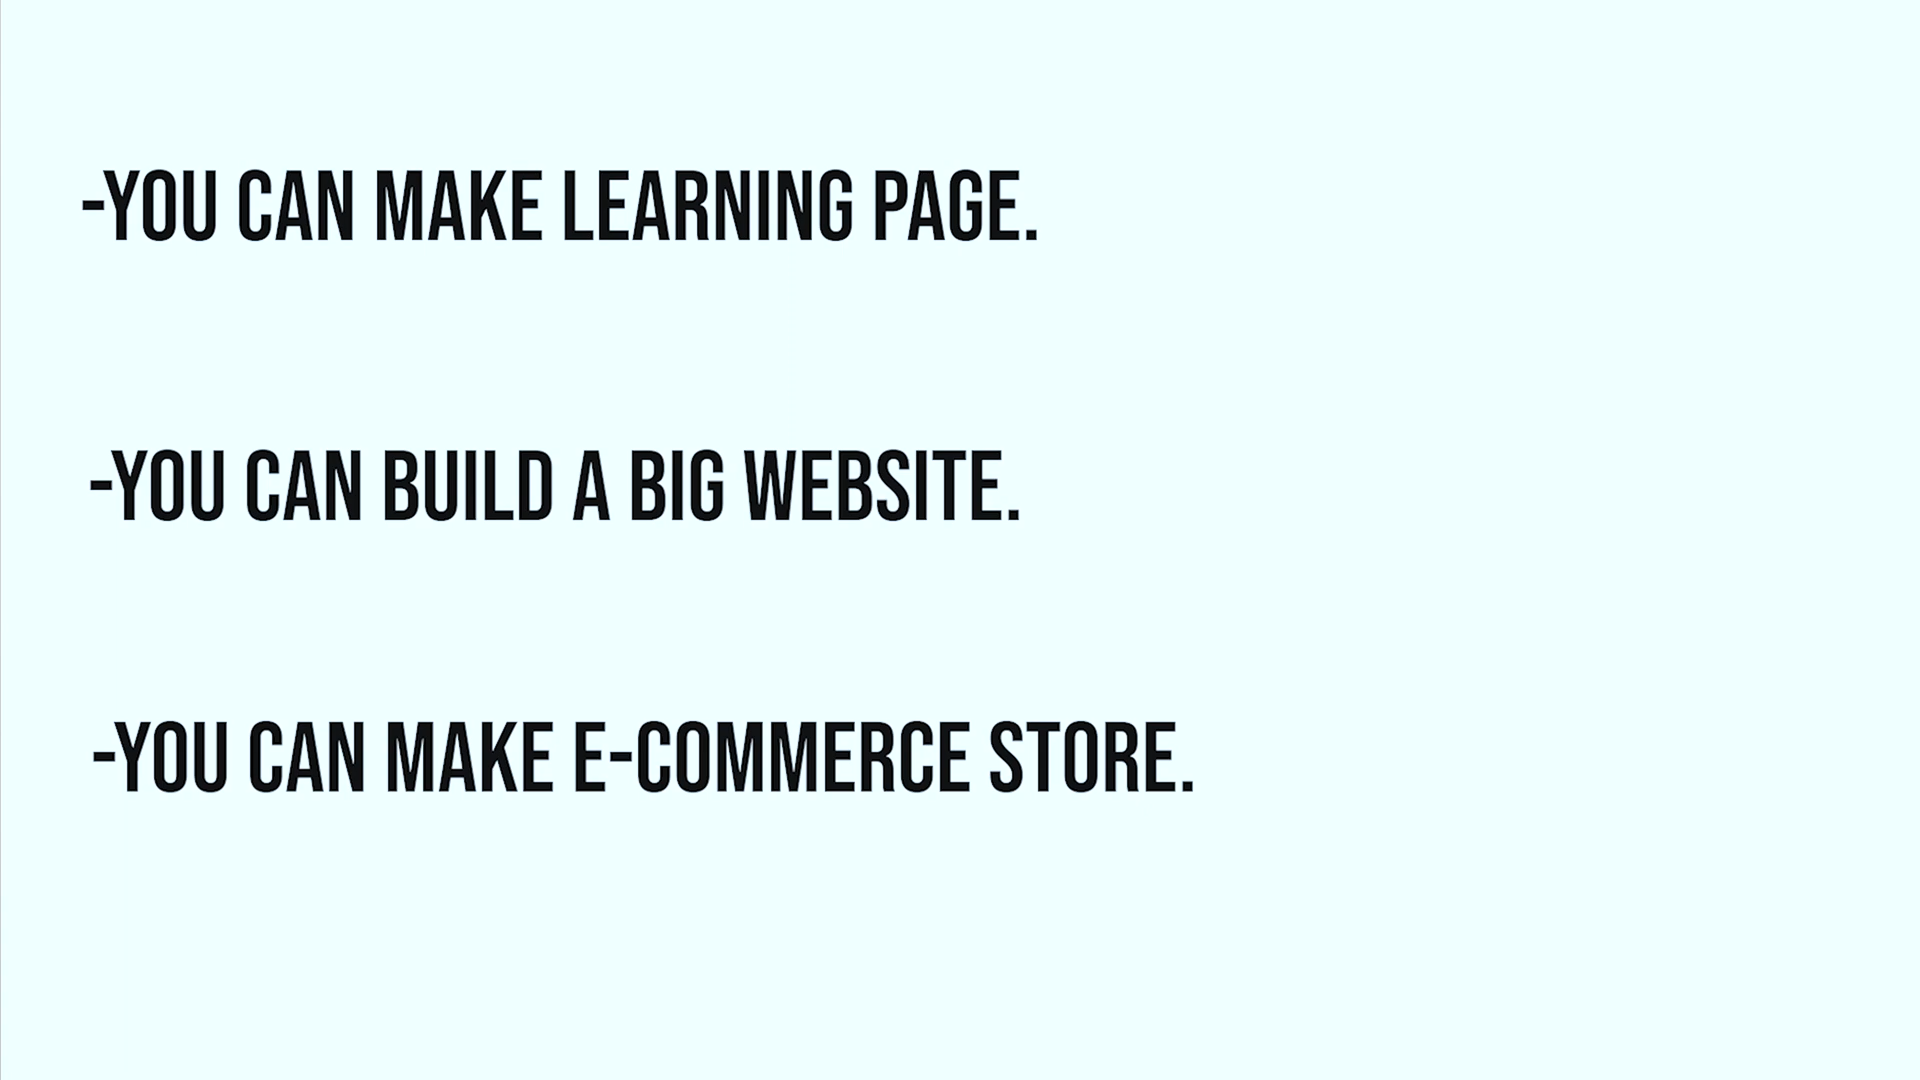 -YOU CAN MAKE LEARNING PAGE.
-YOU CAN BUILD A BIG WEBSITE.
-YOU CAN MAKE E-COMMERCE STORE.